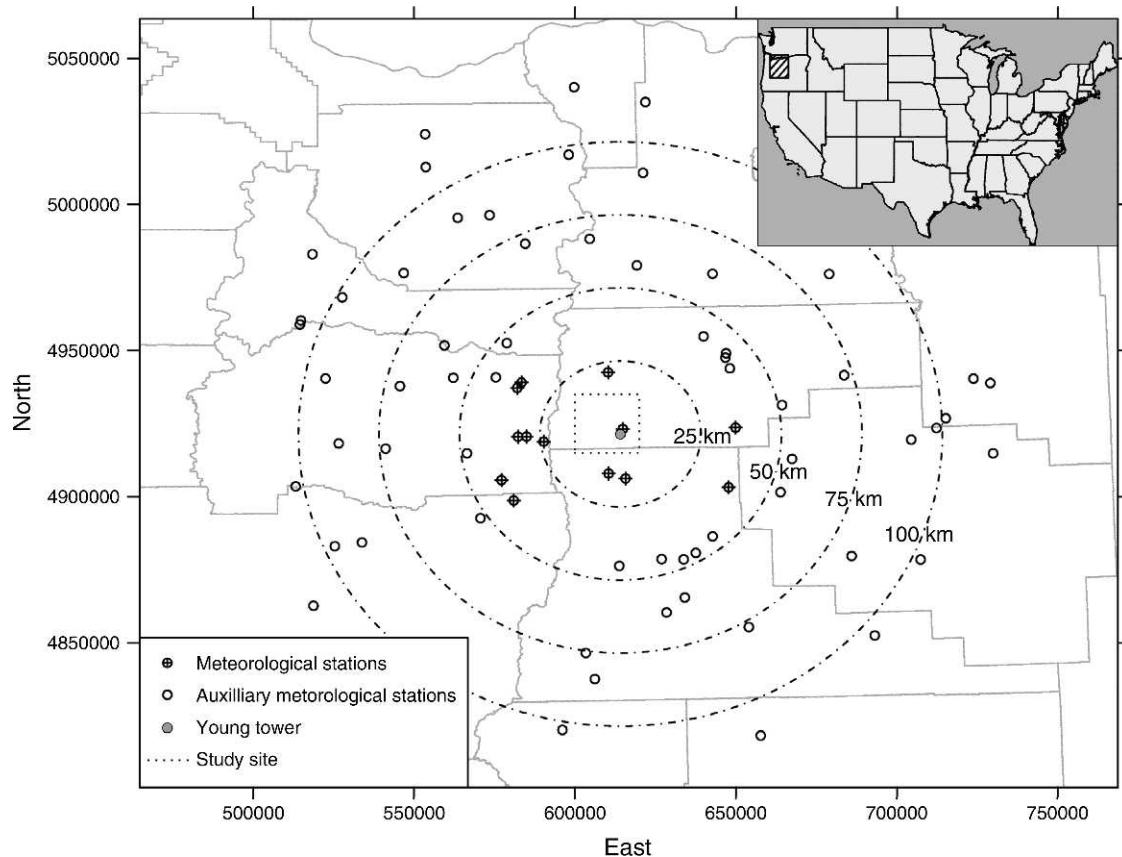 5050000
5000000
4950000
4900000
4850000
North
25 km
50 km
75 km
100 km
Meteorological stations
Auxilliary metorological stations
Young tower
Study site
500000 550000 600000 650000 700000 750000
East